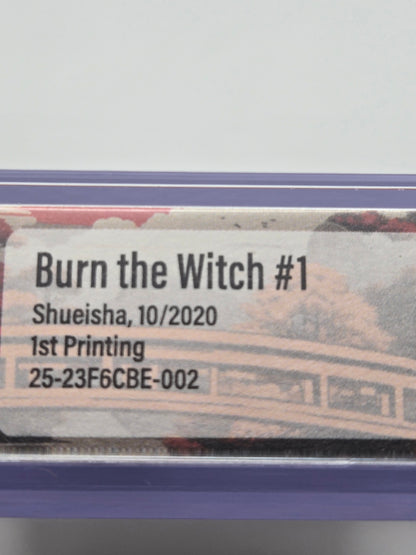 Burn the Witch #1
Shueisha, 10/2020
1st Printing
25-23F6CBE-002